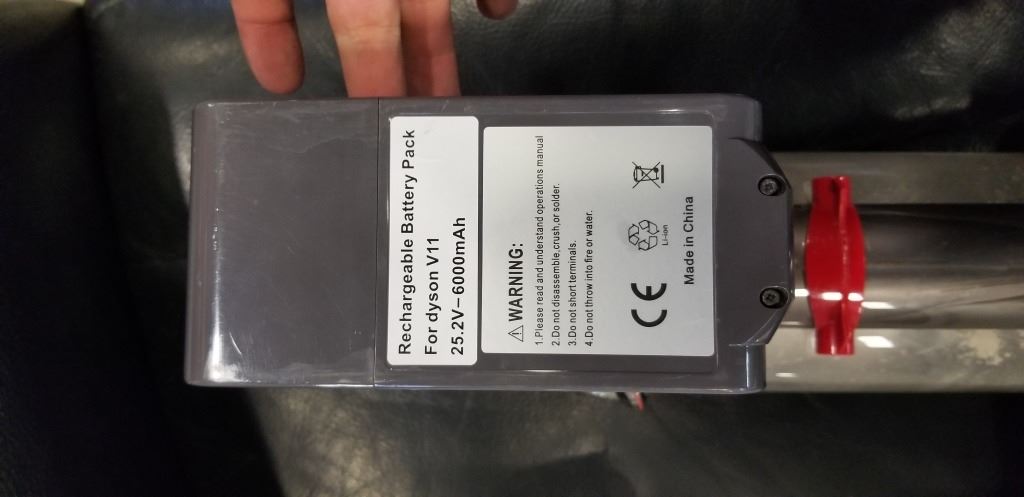 Rechargeable Battery Pack
For dyson V11
25.2V–6000mAh
WARNING:
1.Please read and understand operations manual
2.Do not disassemble,crush,or solder.
3.Do not short terminals.
4.Do not throw into fire or water.
CE
Li-ion
Made in China